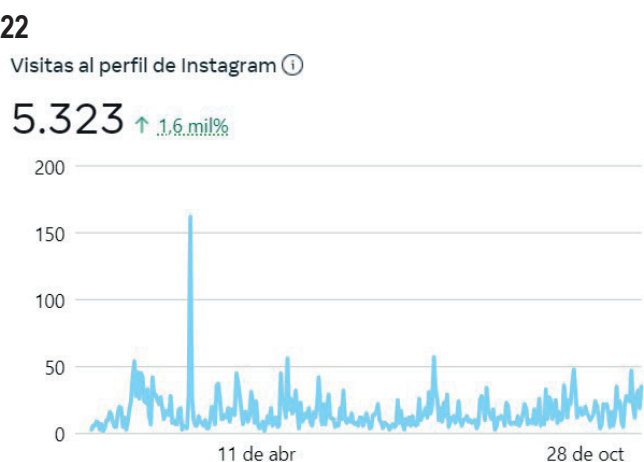 22
Visitas al perfil de Instagram
5.323 ↑ 1,6 mil%
200
150
100
50
0
11 de abr 28 de oct